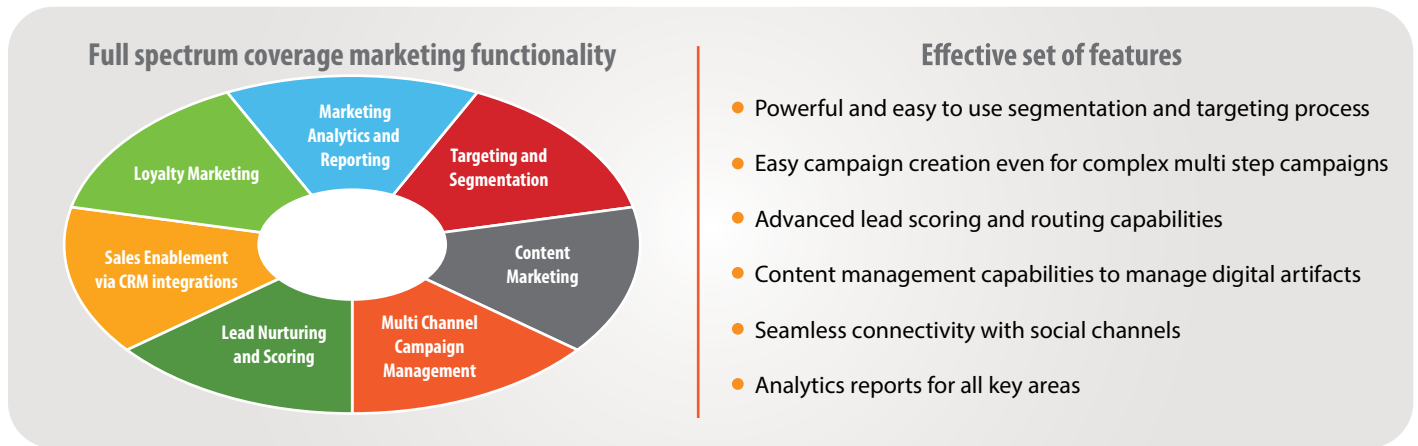 Full spectrum coverage marketing functionality
Marketing
Analytics and
Reporting
Targeting and
Segmentation
Content
Marketing
Multi Channel
Campaign
Management
Lead Nurturing
and Scoring
Sales Enablement
via CRM integrations
Loyalty Marketing
Effective set of features
Powerful and easy to use segmentation and targeting process
Easy campaign creation even for complex multi step campaigns
Advanced lead scoring and routing capabilities
Content management capabilities to manage digital artifacts
Seamless connectivity with social channels
Analytics reports for all key areas